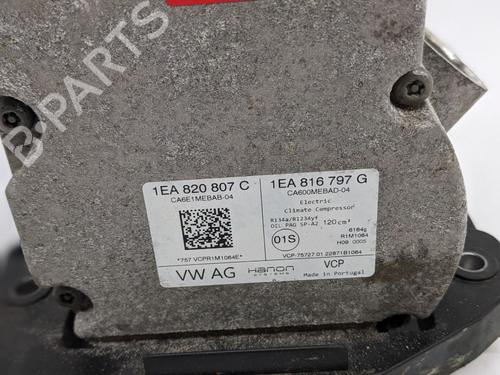 B-PARTS
1EA 820 807 C
CA6E1MEBAB-04
1EA 816 797 G
CA600MEBAD-04
Electric
Climate Compressor
R134a/R1234yf
OIL PAG SP-A2 120cm³
01S
6164g
R1M1064
H09 0005
*757 VCPR1M1064E*
VCP-75727.01.22871B1064
VW AG
Hanon
SYSTEMS
VCP
Made in Portugal